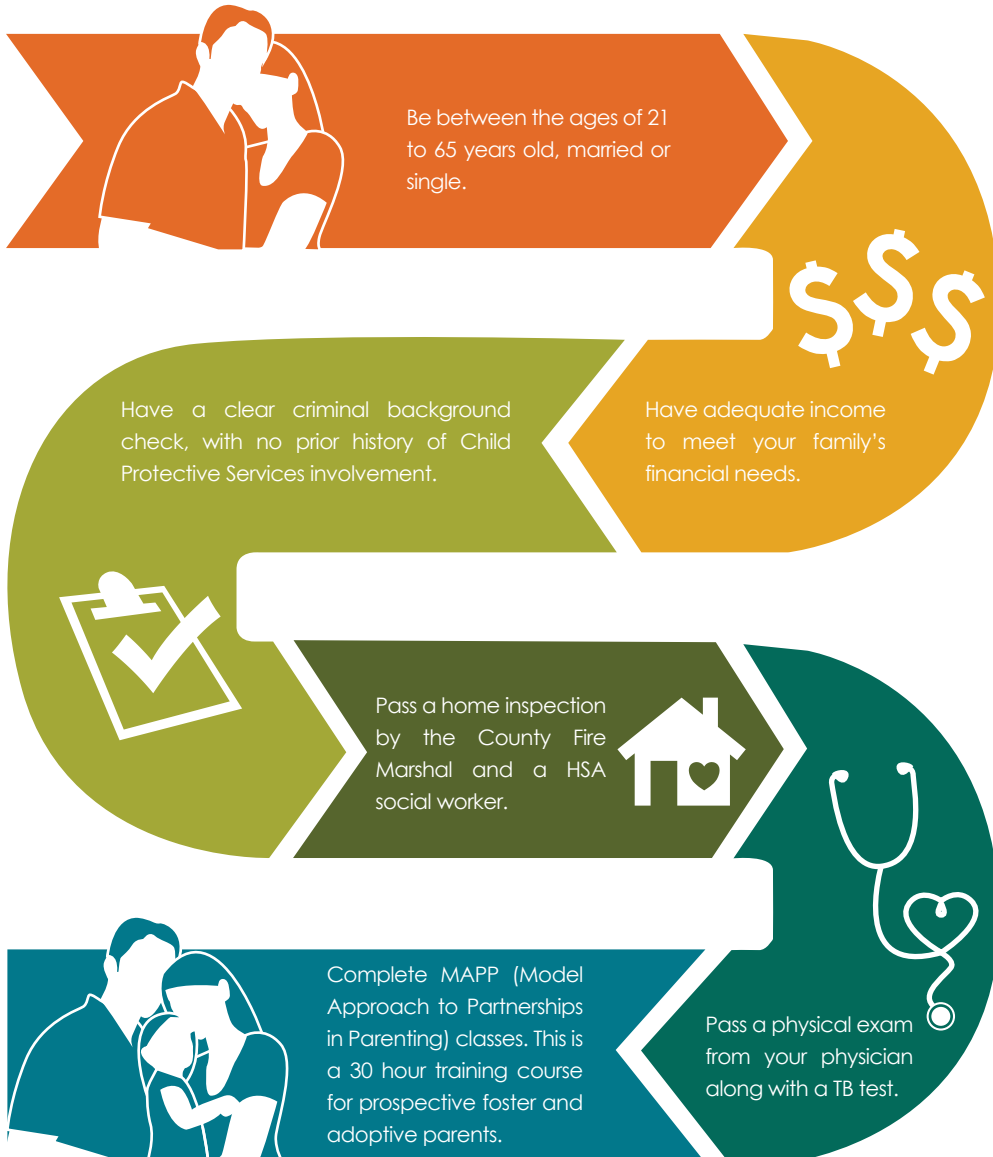 Be between the ages of 21
to 65 years old, married or
single.
$$$
Have adequate income
to meet your family's
financial needs.
Have a clear criminal background
check, with no prior history of Child
Protective Services involvement.
Pass a home inspection
by the County Fire
Marshal and a HSA
social worker.
Pass a physical exam
from your physician
along with a TB test.
Complete MAPP (Model
Approach to Partnerships
in Parenting) classes. This is
a 30 hour training course
for prospective foster and
adoptive parents.